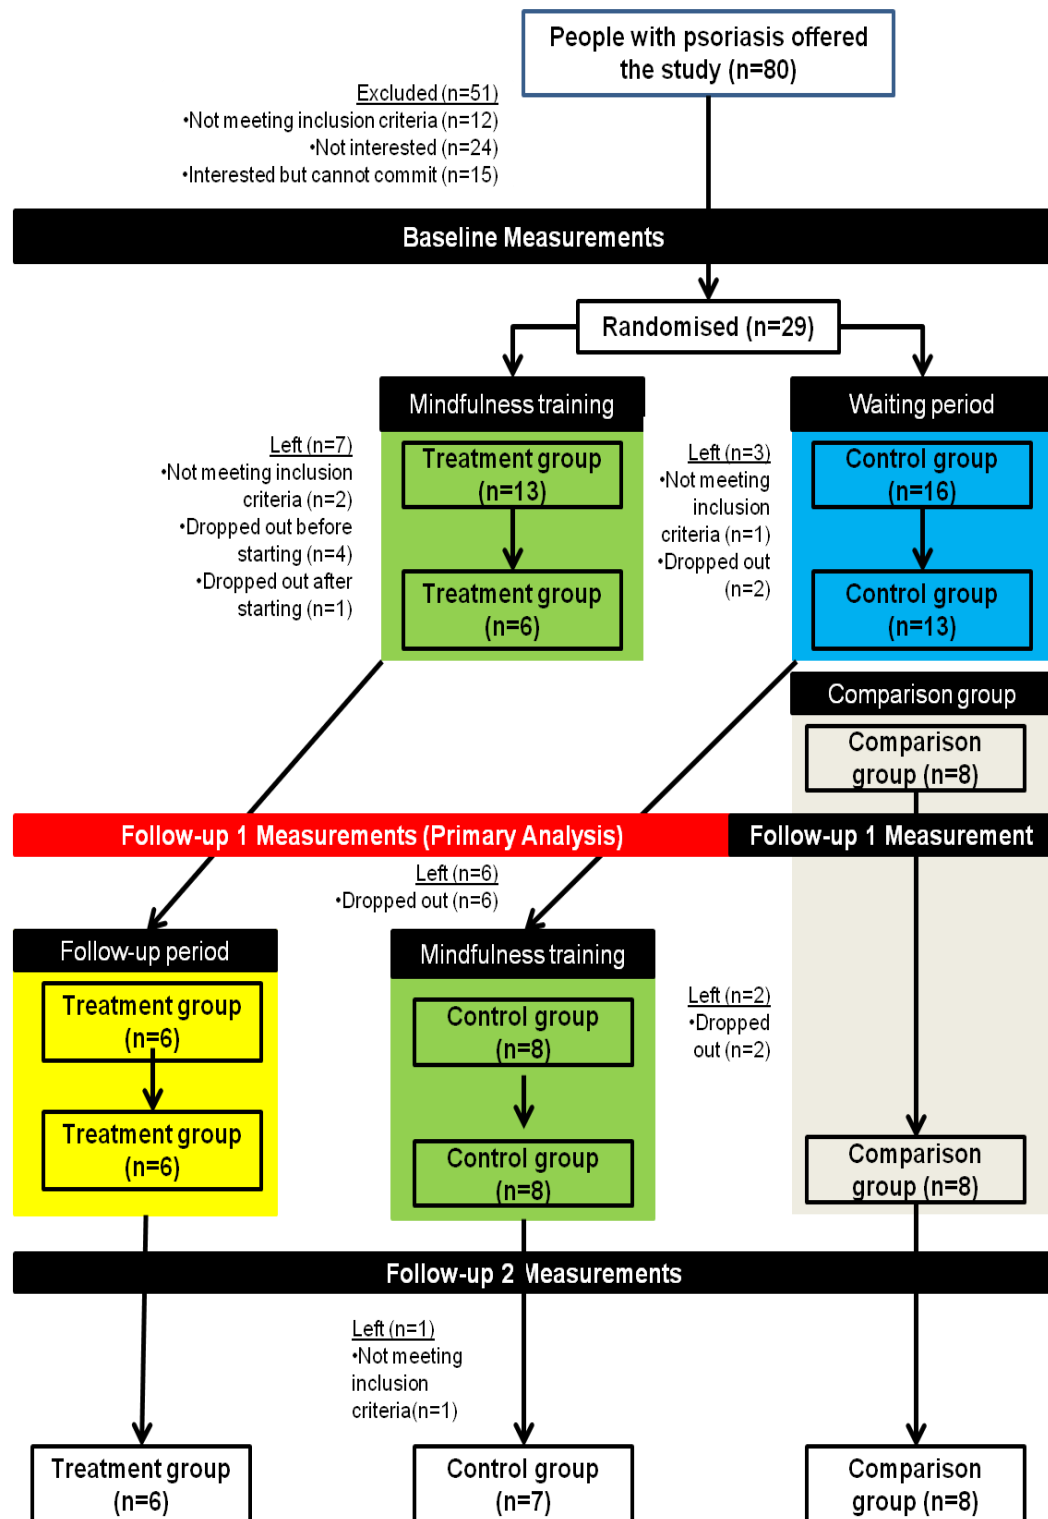 People with psoriasis offered
the study (n=80)
Excluded (n=51)
•Not meeting inclusion criteria (n=12)
•Not interested (n=24)
•Interested but cannot commit (n=15)
Baseline Measurements
Randomised (n=29)
Mindfulness training
Left (n=7)
•Not meeting inclusion
criteria (n=2)
•Dropped out before
starting (n=4)
•Dropped out after
starting (n=1)
Treatment group
(n=13)
Treatment group
(n=6)
Waiting period
Left (n=3)
•Not meeting
inclusion
criteria (n=1)
•Dropped out
(n=2)
Control group
(n=16)
Control group
(n=13)
Comparison group
Comparison
group (n=8)
Follow-up 1 Measurements (Primary Analysis)
Follow-up 1 Measurement
Left (n=6)
•Dropped out (n=6)
Follow-up period
Treatment group
(n=6)
Treatment group
(n=6)
Mindfulness training
Control group
(n=8)
Control group
(n=8)
Left (n=2)
•Dropped
out (n=2)
Comparison
group (n=8)
Follow-up 2 Measurements
Left (n=1)
•Not meeting
inclusion
criteria(n=1)
Treatment group
(n=6)
Control group
(n=7)
Comparison
group (n=8)